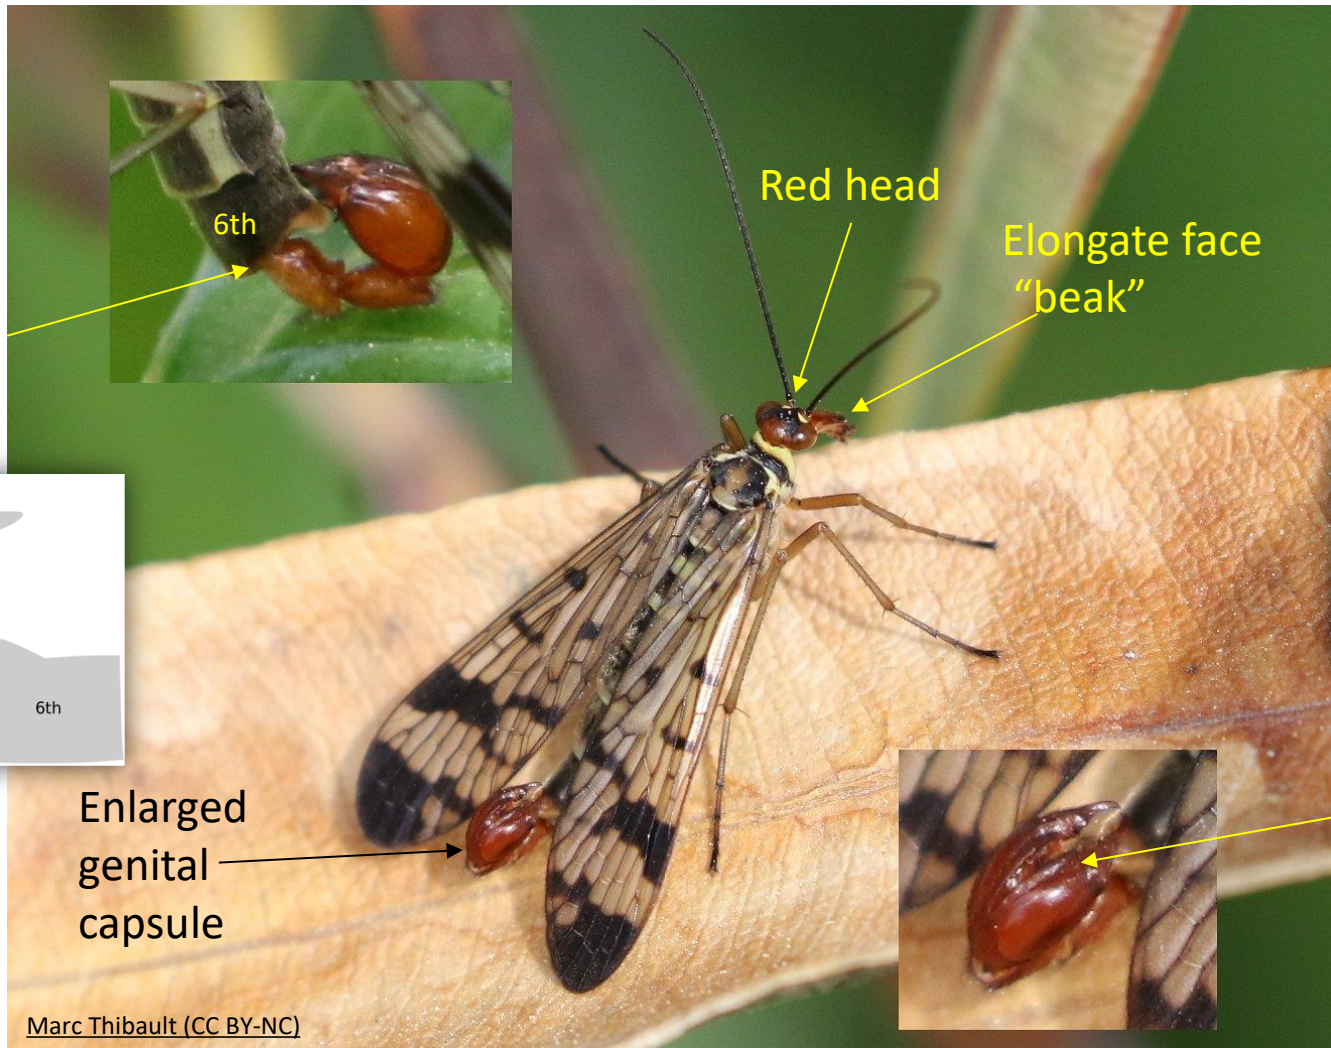 6th
Red head
Elongate face
“beak”
6th
Enlarged
genital
capsule
Marc Thibault (CC BY-NC)